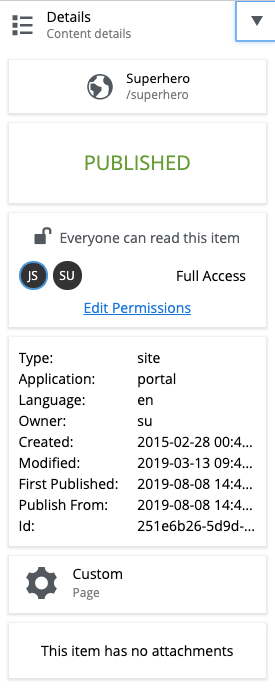 Details
Content details
Superhero
/superhero
PUBLISHED
Everyone can read this item
JS SU Full Access
Edit Permissions
Type: site
Application: portal
Language: en
Owner: su
Created: 2015-02-28 00:4...
Modified: 2019-03-13 09:4...
First Published: 2019-08-08 14:4...
Publish From: 2019-08-08 14:4...
Id: 251e6b26-5d9d-...
Custom
Page
This item has no attachments